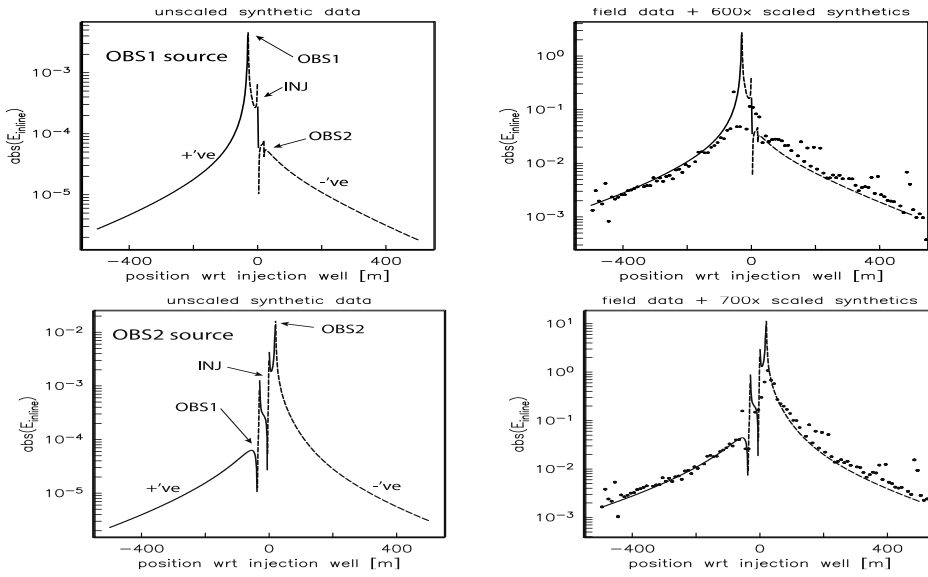 unscaled synthetic data
OBS1 source
OBS1
INJ
OBS2
+'ve
-'ve
abs(E_inline)
10^-3
10^-4
10^-5
-400 0 400
position wrt injection well [m]
field data + 600x scaled synthetics
abs(E_inline)
10^0
10^-1
10^-2
10^-3
-400 0 400
position wrt injection well [m]
unscaled synthetic data
OBS2 source
OBS2
INJ
OBS1
+'ve
-'ve
abs(E_inline)
10^-2
10^-3
10^-4
10^-5
-400 0 400
position wrt injection well [m]
field data + 700x scaled synthetics
abs(E_inline)
10^1
10^0
10^-1
10^-2
10^-3
-400 0 400
position wrt injection well [m]